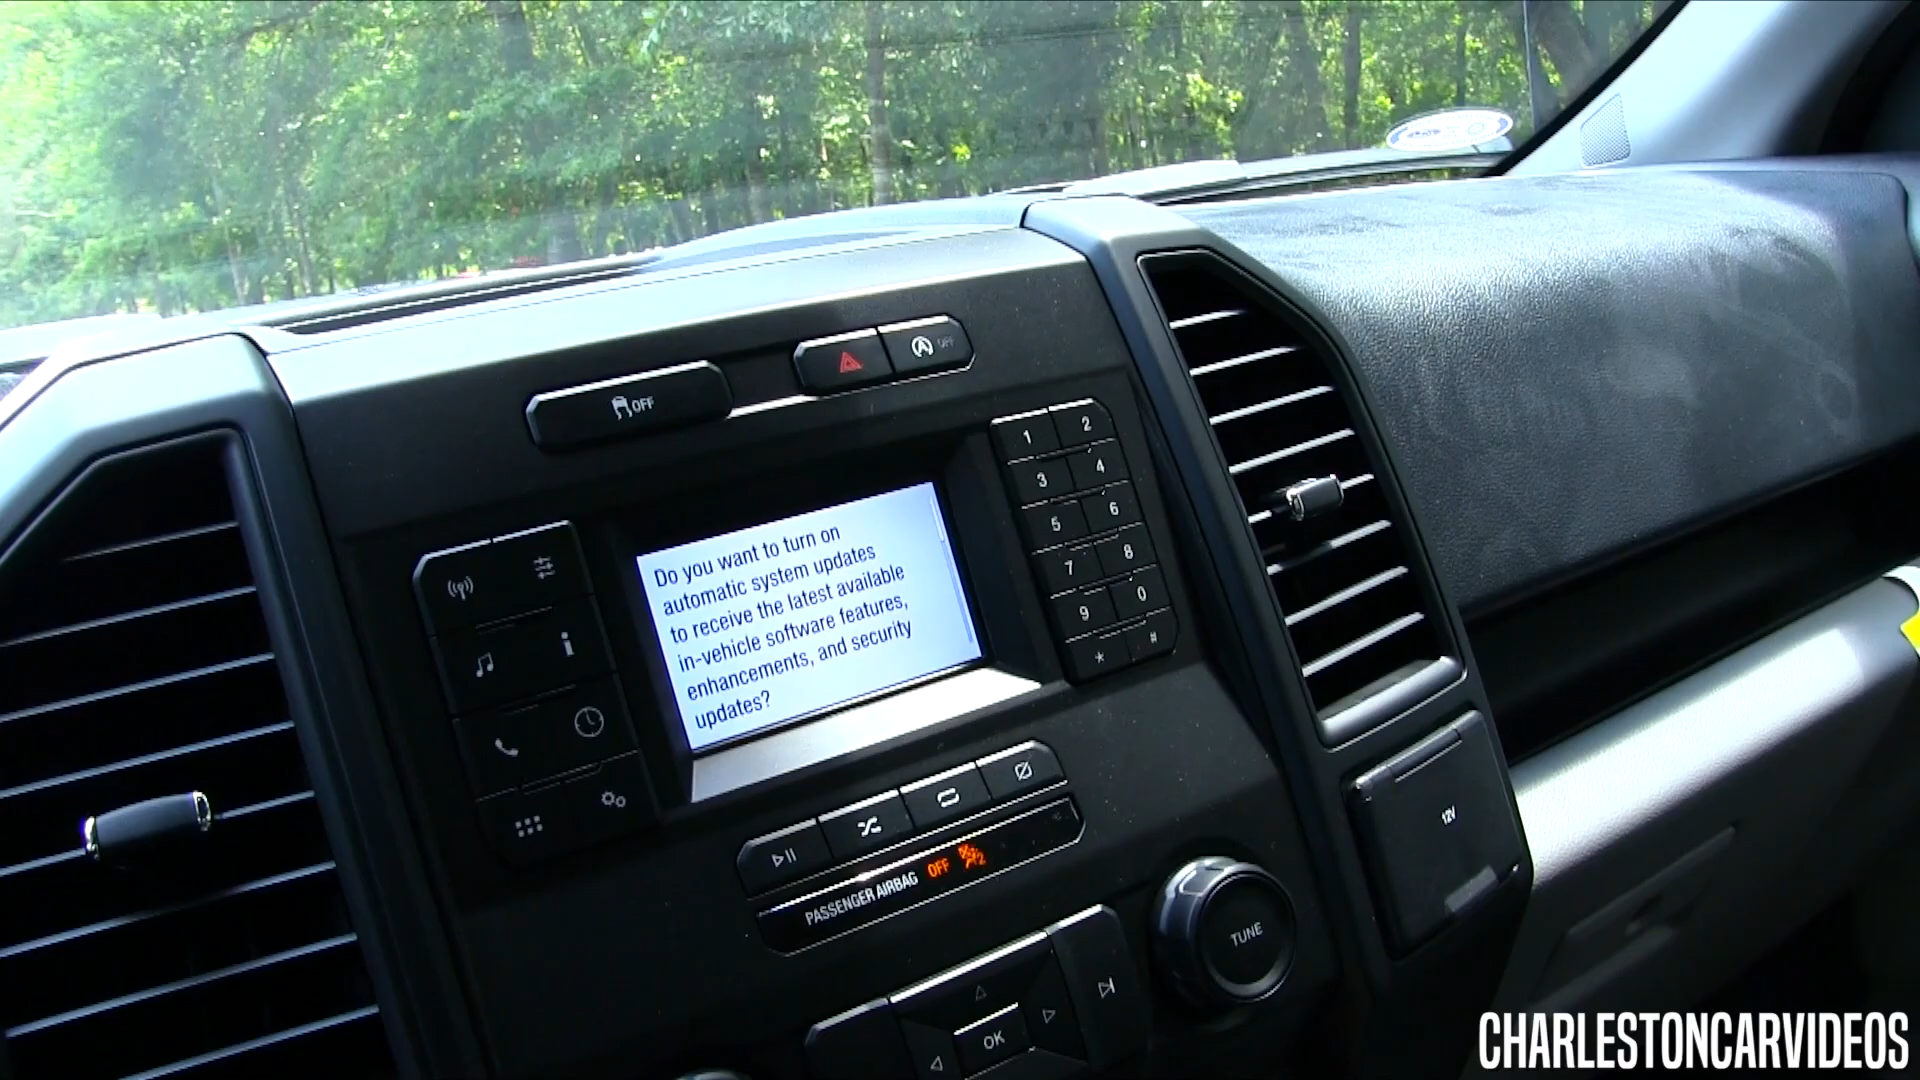 OFF
OFF
Do you want to turn on
automatic system updates
to receive the latest available
in-vehicle software features,
enhancements, and security
updates?
1 2
3 4
5 6
7 8
9 0
* #
i
PASSENGER AIRBAG OFF 2
12V
TUNE
OK
CHARLESTONCARVIDEOS